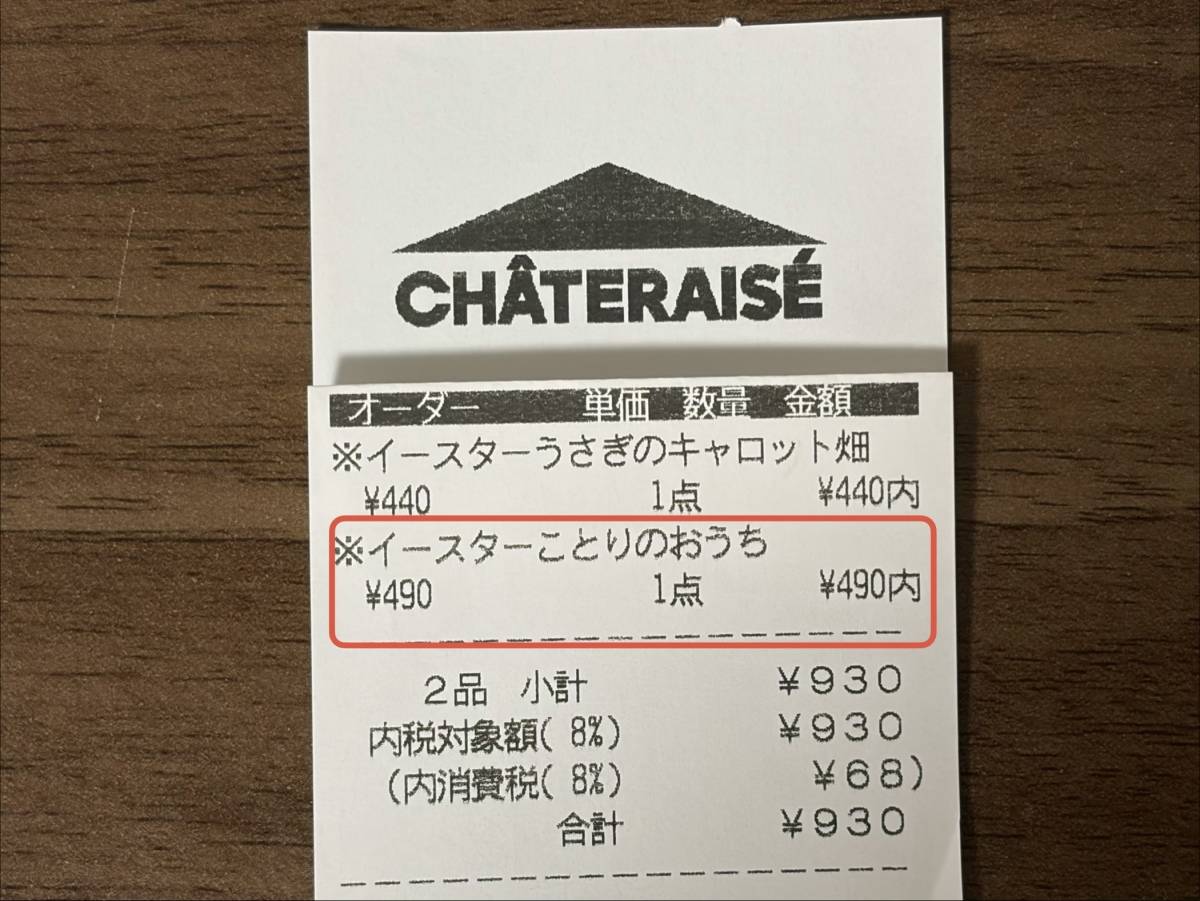 CHÂTERAISÉ
オーダー 単価 数量 金額
※イースターうさぎのキャロット畑
¥440 1点 ¥440内
※イースターことりのおうち
¥490 1点 ¥490内
2品 小計 ¥930
内税対象額( 8%) ¥930
(内消費税( 8%) ¥68)
合計 ¥930